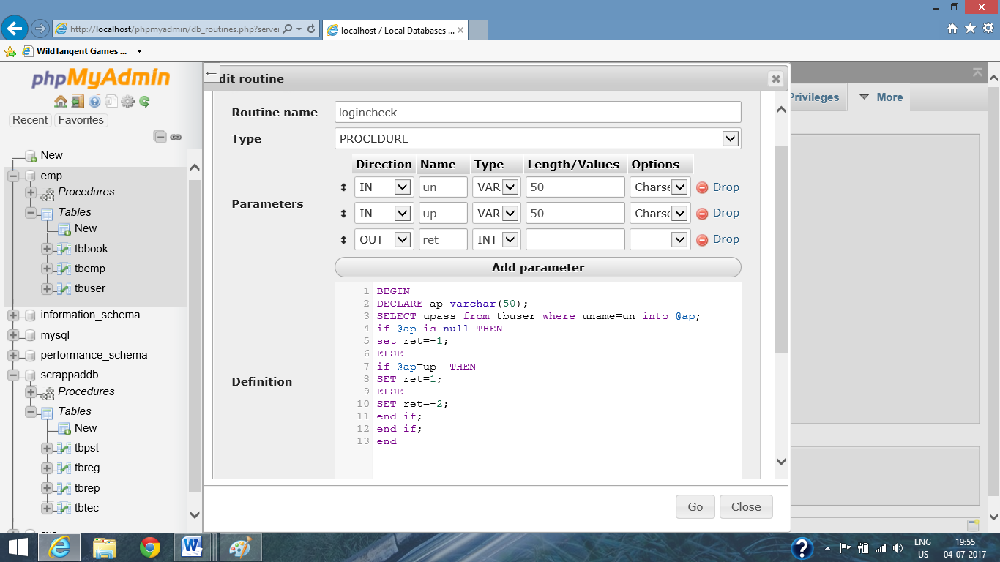 http://localhost/phpmyadmin/db_routines.php?server
localhost / Local Databases ...
WildTangent Games ...
phpMyAdmin
Recent
Favorites
New
emp
Procedures
Tables
New
tbbook
tbemp
tbuser
information_schema
mysql
performance_schema
scrappaddb
Procedures
Tables
New
tbpst
tbreg
tbrep
tbtec
Privileges
More
dit routine
Routine name
logincheck
Type
PROCEDURE
Parameters
Direction Name Type Length/Values Options
IN un VAR 50 Charse Drop
IN up VAR 50 Charse Drop
OUT ret INT Drop
Add parameter
Definition
1 BEGIN
2 DECLARE ap varchar(50);
3 SELECT upass from tbuser where uname=un into @ap;
4 if @ap is null THEN
5 set ret=-1;
6 ELSE
7 if @ap=up  THEN
8 SET ret=1;
9 ELSE
10 SET ret=-2;
11 end if;
12 end if;
13 end
Go
Close
ENG
US
19:55
04-07-2017